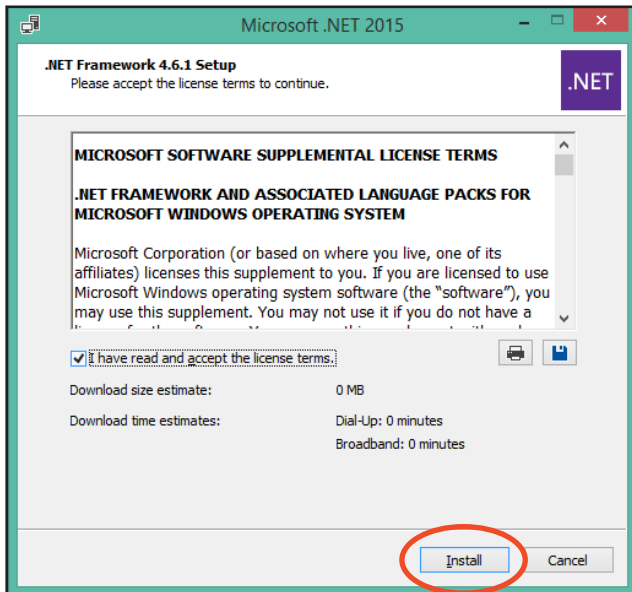 Microsoft .NET 2015
.NET Framework 4.6.1 Setup
Please accept the license terms to continue.
.NET
MICROSOFT SOFTWARE SUPPLEMENTAL LICENSE TERMS
.NET FRAMEWORK AND ASSOCIATED LANGUAGE PACKS FOR
MICROSOFT WINDOWS OPERATING SYSTEM
Microsoft Corporation (or based on where you live, one of its
affiliates) licenses this supplement to you. If you are licensed to use
Microsoft Windows operating system software (the “software”), you
may use this supplement. You may not use it if you do not have a
I have read and accept the license terms.
Download size estimate: 0 MB
Download time estimates: Dial-Up: 0 minutes
Broadband: 0 minutes
Install Cancel